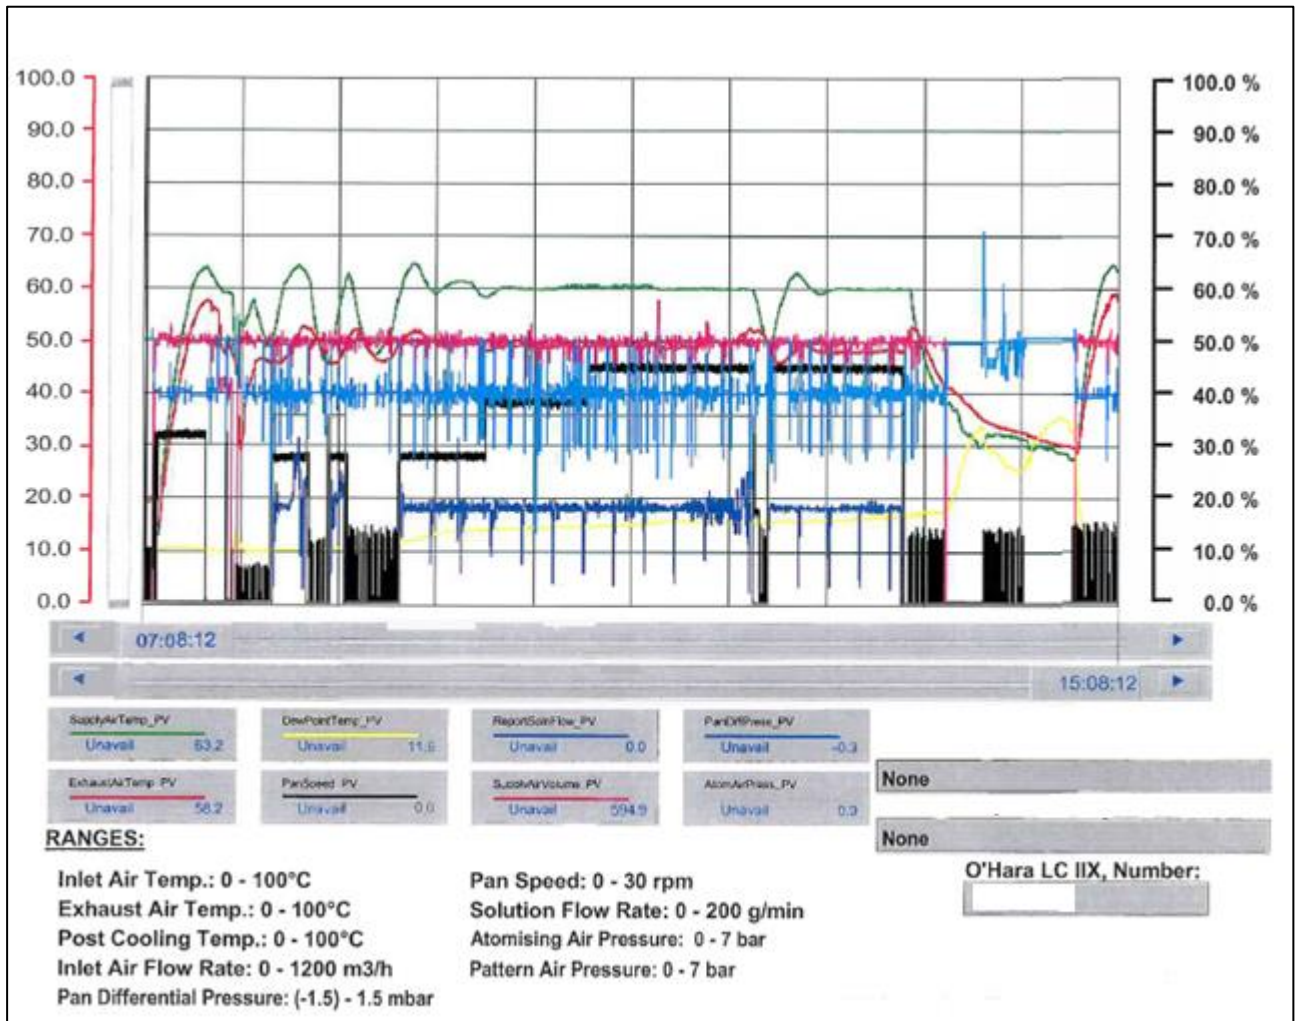 100.0 100.0 %
90.0 90.0 %
80.0 80.0 %
70.0 70.0 %
60.0 60.0 %
50.0 50.0 %
40.0 40.0 %
30.0 30.0 %
20.0 20.0 %
10.0 10.0 %
0.0 0.0 %
07:08:12
15:08:12
SupplyAirTemp_PV DewPointTemp_PV ReportSolnFlow_PV PanDiffPress_PV
Unavail 63.2 Unavail 11.6 Unavail 0.0 Unavail -0.3
ExhaustAirTemp_PV PanSpeed_PV SupplyAirVolume_PV AtomAirPress_PV
Unavail 58.2 Unavail 0.0 Unavail 594.9 Unavail 0.0
None
None
RANGES:
O'Hara LC IIX, Number:
Inlet Air Temp.: 0 - 100°C
Exhaust Air Temp.: 0 - 100°C
Post Cooling Temp.: 0 - 100°C
Inlet Air Flow Rate: 0 - 1200 m3/h
Pan Differential Pressure: (-1.5) - 1.5 mbar
Pan Speed: 0 - 30 rpm
Solution Flow Rate: 0 - 200 g/min
Atomising Air Pressure: 0 - 7 bar
Pattern Air Pressure: 0 - 7 bar